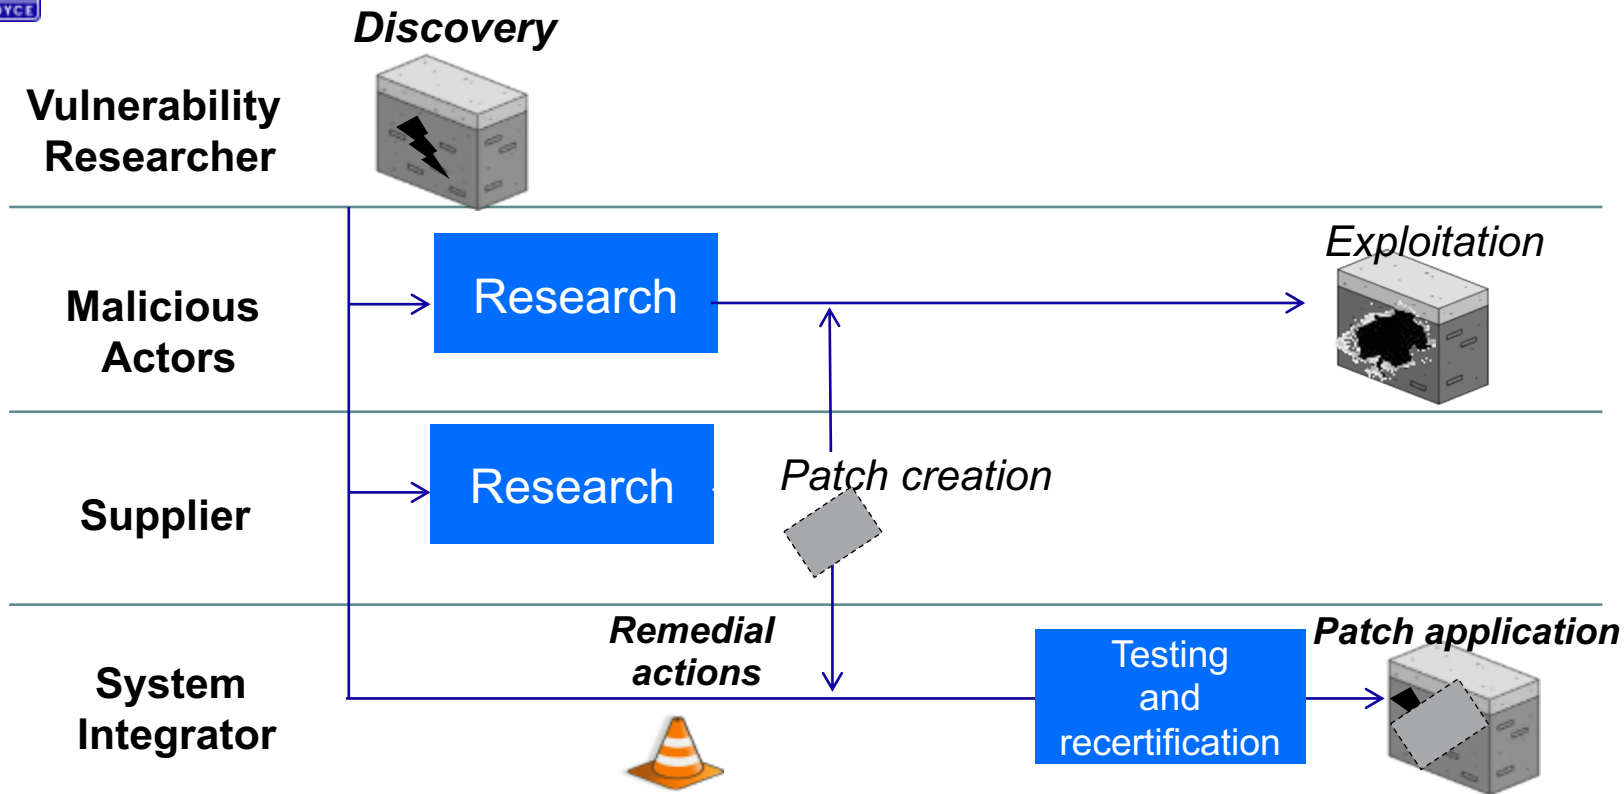 Discovery
Vulnerability
Researcher
Malicious
Actors
Research
Exploitation
Supplier
Research
Patch creation
System
Integrator
Remedial
actions
Testing
and
recertification
Patch application